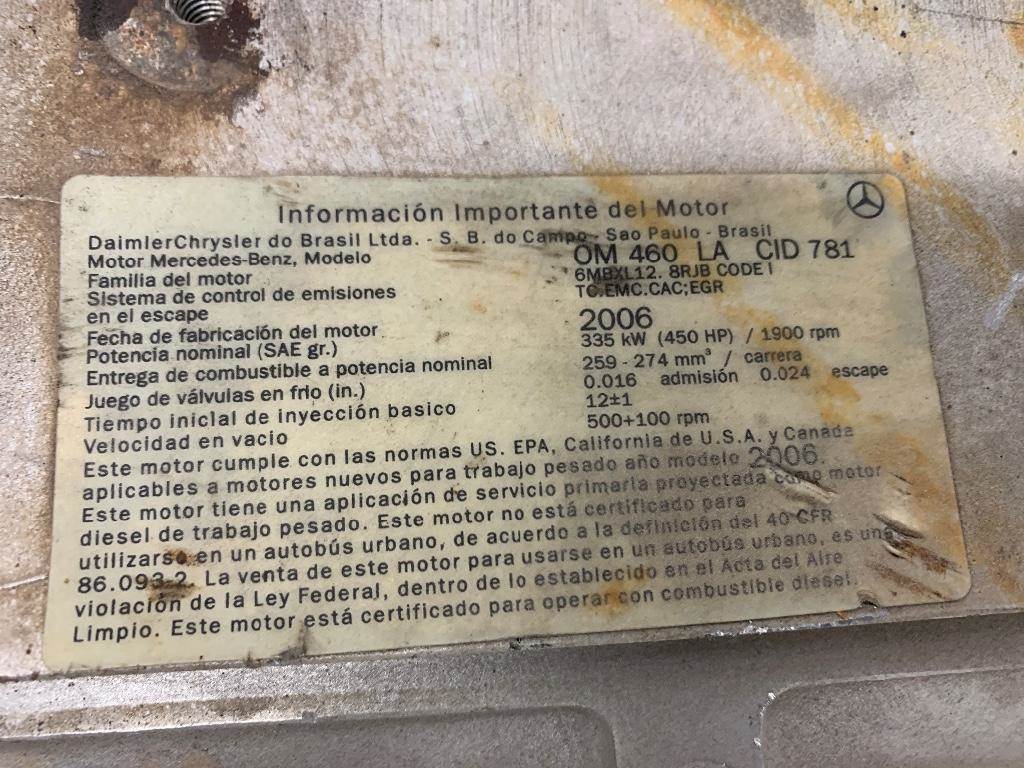 Información Importante del Motor
DaimlerChrysler do Brasil Ltda. - S. B. do Campo - Sao Paulo - Brasil
Motor Mercedes-Benz, Modelo OM 460 LA CID 781
Familia del motor 6MBXL12. 8RJB CODE I
Sistema de control de emisiones TC.EMC.CAC;EGR
en el escape
Fecha de fabricación del motor 2006
Potencia nominal (SAE gr.) 335 kW (450 HP) / 1900 rpm
Entrega de combustible a potencia nominal 259 - 274 mm³ / carrera
Juego de válvulas en frio (in.) 0.016 admisión 0.024 escape
Tiempo inicial de inyección basico 12±1
Velocidad en vacio 500+100 rpm
Este motor cumple con las normas US. EPA, California de U.S.A. y Canada
aplicables a motores nuevos para trabajo pesado año modelo 2006.
Este motor tiene una aplicación de servicio primaria proyectada como motor
diesel de trabajo pesado. Este motor no está certificado para
utilizarse en un autobús urbano, de acuerdo a la definición del 40 CFR
86.093-2. La venta de este motor para usarse en un autobús urbano, es una
violación de la Ley Federal, dentro de lo establecido en el Acta del Aire
Limpio. Este motor está certificado para operar con combustible diesel.